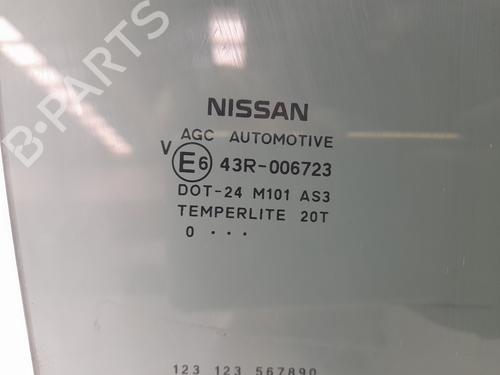 B-PARTS
NISSAN
AGC AUTOMOTIVE
V E6 43R-006723
DOT-24 M101 AS3
TEMPERLITE 20T
0 ...
123 123 567890